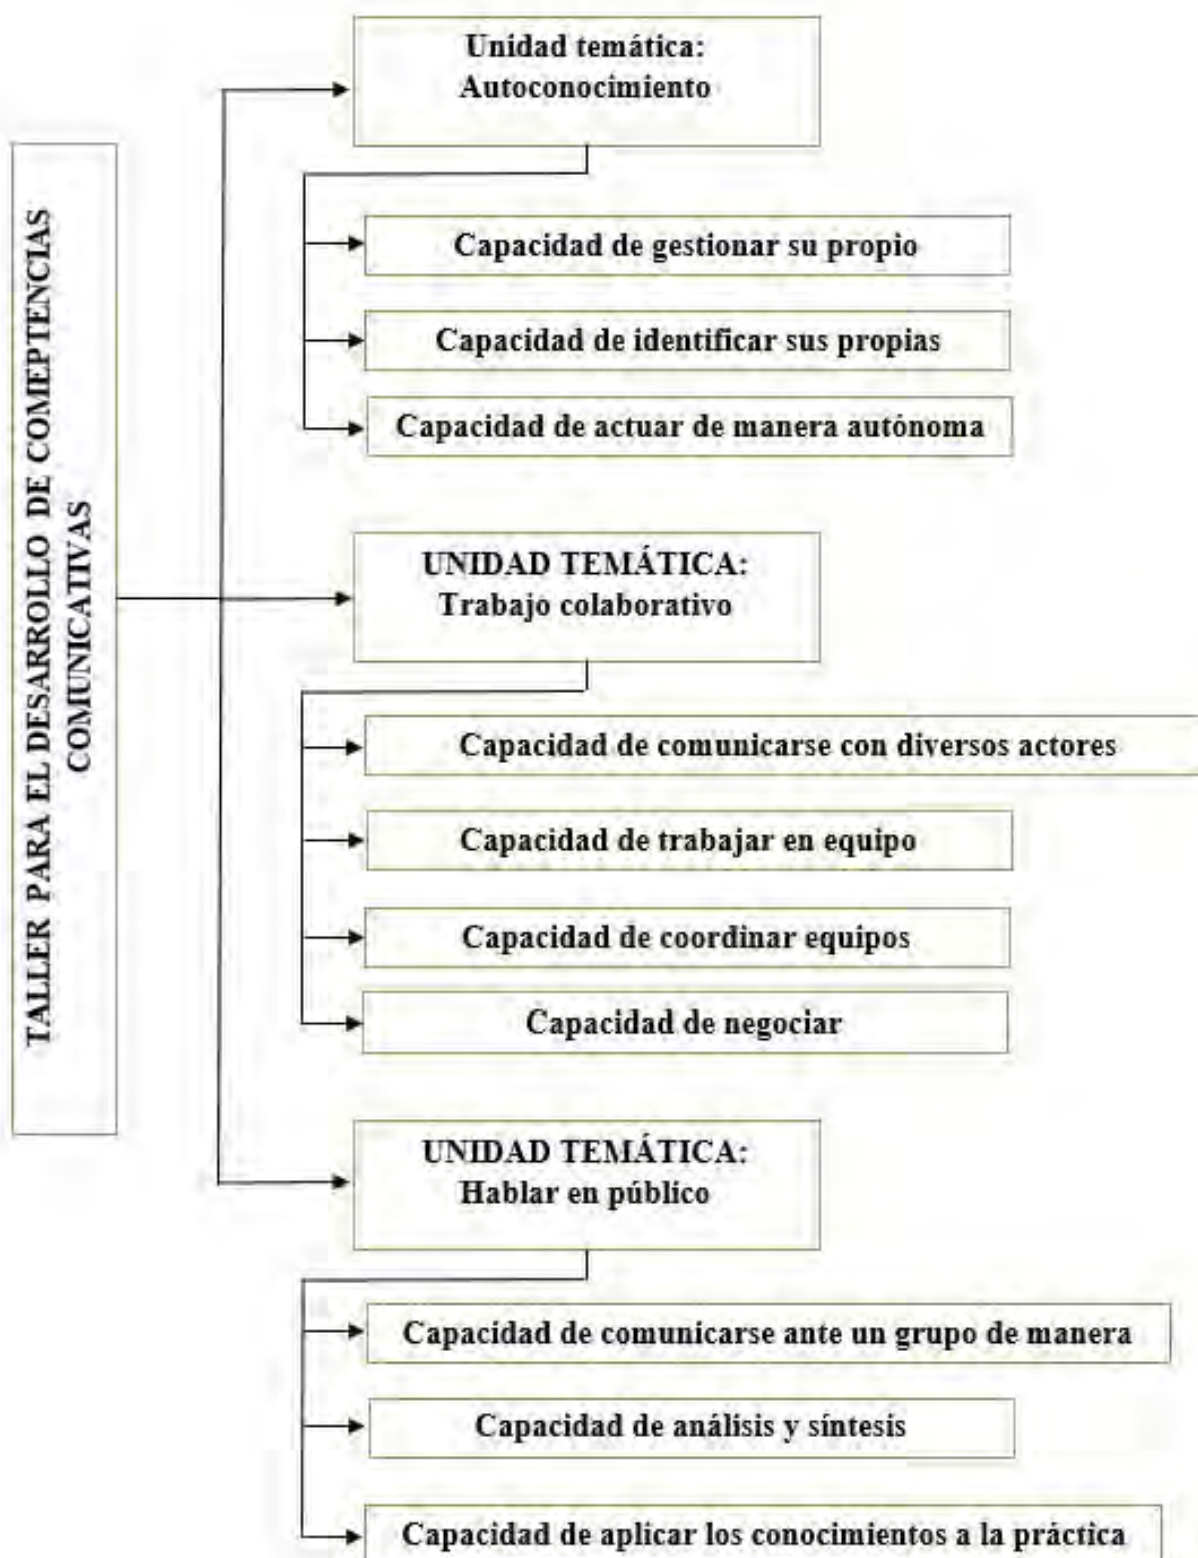 TALLER PARA EL DESARROLLO DE COMEPTENCIAS
COMUNICATIVAS
Unidad temática:
Autoconocimiento
Capacidad de gestionar su propio
Capacidad de identificar sus propias
Capacidad de actuar de manera autónoma
UNIDAD TEMÁTICA:
Trabajo colaborativo
Capacidad de comunicarse con diversos actores
Capacidad de trabajar en equipo
Capacidad de coordinar equipos
Capacidad de negociar
UNIDAD TEMÁTICA:
Hablar en público
Capacidad de comunicarse ante un grupo de manera
Capacidad de análisis y síntesis
Capacidad de aplicar los conocimientos a la práctica